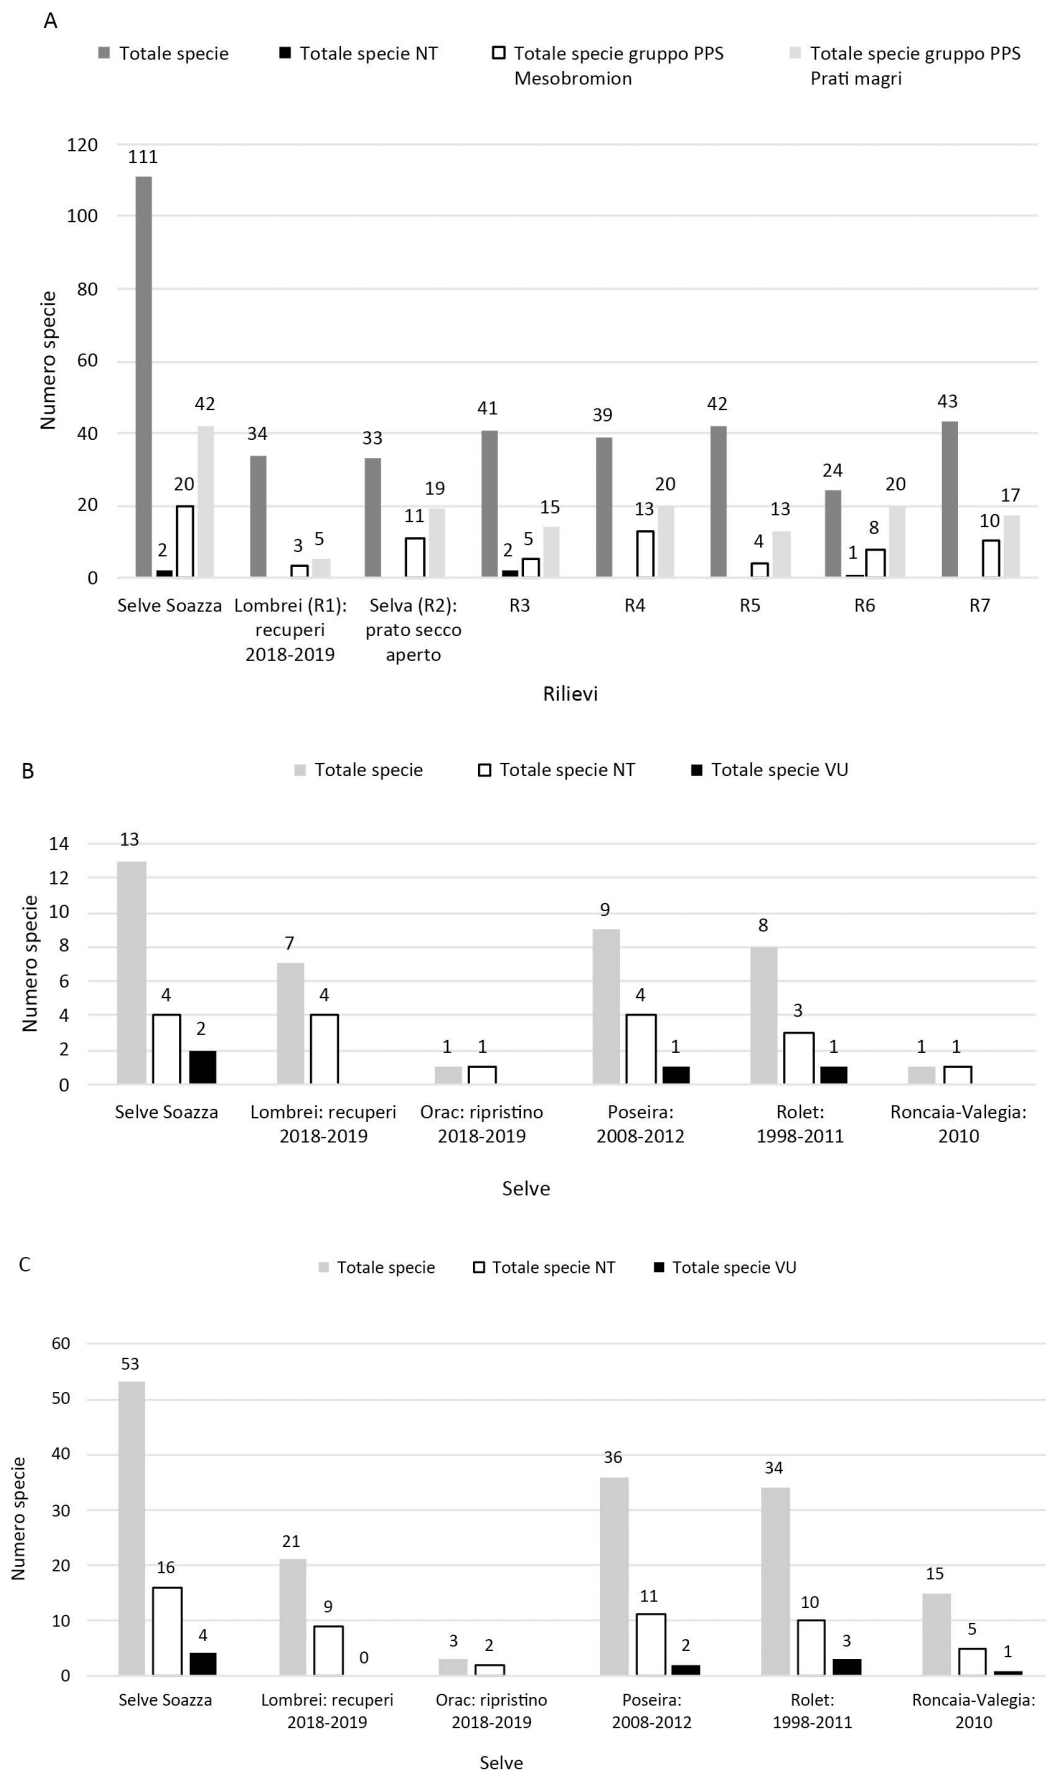 A
Totale specie
Totale specie NT
Totale specie gruppo PPS
Mesobromion
Totale specie gruppo PPS
Prati magri
Numero specie
120
100
80
60
40
20
0
111 2 20 42
34 3 5
33 11 19
41 2 5 15
39 13 20
42 4 13
24 1 8 20
43 10 17
Selve Soazza
Lombrei (R1):
recuperi
2018-2019
Selva (R2):
prato secco
aperto
R3
R4
R5
R6
R7
Rilievi
B
Totale specie
Totale specie NT
Totale specie VU
Numero specie
14
12
10
8
6
4
2
0
13 4 2
7 4
1 1
9 4 1
8 3 1
1 1
Selve Soazza
Lombrei: recuperi
2018-2019
Orac: ripristino
2018-2019
Poseira:
2008-2012
Rolet:
1998-2011
Roncaia-Valegia:
2010
Selve
C
Totale specie
Totale specie NT
Totale specie VU
Numero specie
60
50
40
30
20
10
0
53 16 4
21 9 0
3 2
36 11 2
34 10 3
15 5 1
Selve Soazza
Lombrei: recuperi
2018-2019
Orac: ripristino
2018-2019
Poseira:
2008-2012
Rolet:
1998-2011
Roncaia-Valegia:
2010
Selve